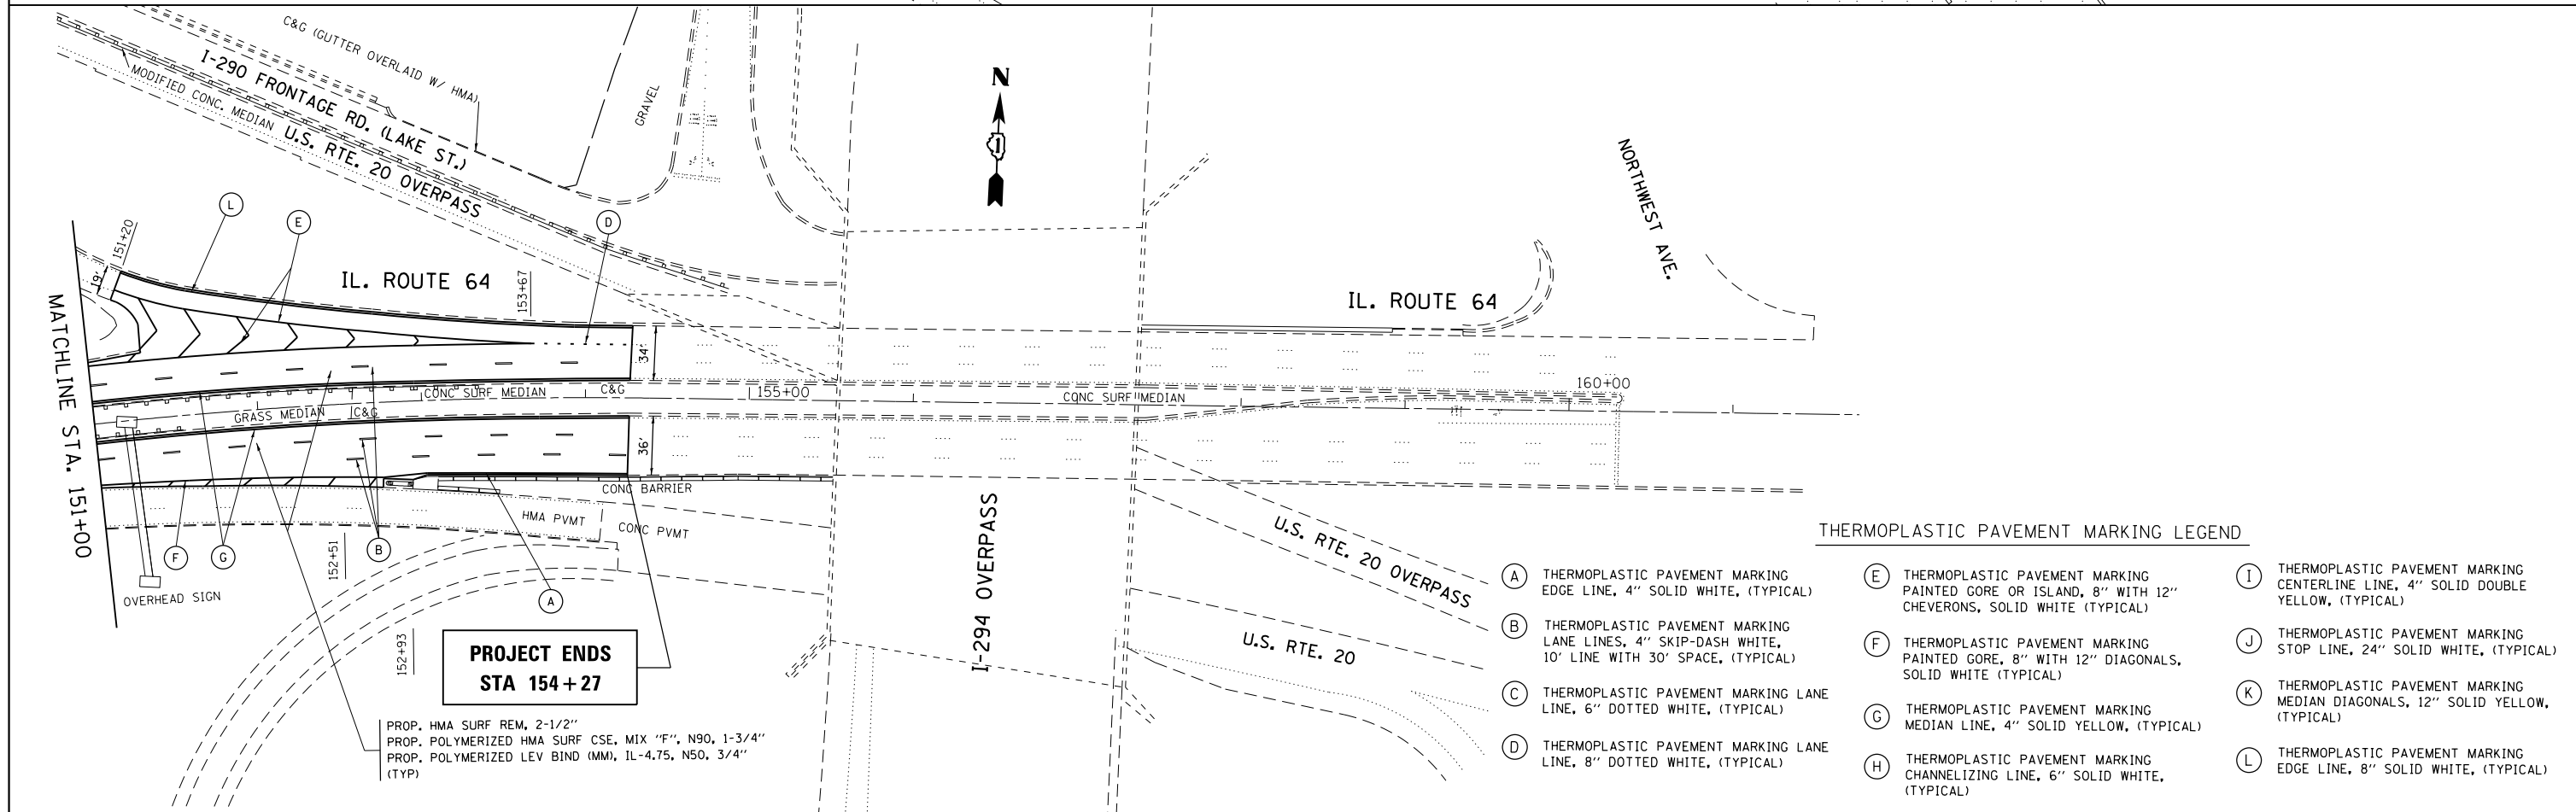 C&G (GUTTER OVERLAID W/ HMA)
I-290 FRONTAGE RD. (LAKE ST.)
MODIFIED CONC. MEDIAN
U.S. RTE. 20 OVERPASS
GRAVEL
N
1
NORTHWEST AVE.
L
E
D
151+20
19'
IL. ROUTE 64
153+67
IL. ROUTE 64
MATCHLINE STA. 151+00
34'
160+00
CONC SURF MEDIAN
C&G
155+00
CONC SURF MEDIAN
GRASS MEDIAN
C&G
36'
CONC BARRIER
HMA PVMT
CONC PVMT
F
G
B
152+51
OVERHEAD SIGN
A
152+93
I-294 OVERPASS
U.S. RTE. 20 OVERPASS
U.S. RTE. 20
PROJECT ENDS
STA 154+27
PROP. HMA SURF REM, 2-1/2"
PROP. POLYMERIZED HMA SURF CSE, MIX "F", N90, 1-3/4"
PROP. POLYMERIZED LEV BIND (MM), IL-4.75, N50, 3/4"
(TYP)
THERMOPLASTIC PAVEMENT MARKING LEGEND
A THERMOPLASTIC PAVEMENT MARKING
EDGE LINE, 4" SOLID WHITE, (TYPICAL)
B THERMOPLASTIC PAVEMENT MARKING
LANE LINES, 4" SKIP-DASH WHITE,
10' LINE WITH 30' SPACE, (TYPICAL)
C THERMOPLASTIC PAVEMENT MARKING LANE
LINE, 6" DOTTED WHITE, (TYPICAL)
D THERMOPLASTIC PAVEMENT MARKING LANE
LINE, 8" DOTTED WHITE, (TYPICAL)
E THERMOPLASTIC PAVEMENT MARKING
PAINTED GORE OR ISLAND, 8" WITH 12"
CHEVERONS, SOLID WHITE (TYPICAL)
F THERMOPLASTIC PAVEMENT MARKING
PAINTED GORE, 8" WITH 12" DIAGONALS,
SOLID WHITE (TYPICAL)
G THERMOPLASTIC PAVEMENT MARKING
MEDIAN LINE, 4" SOLID YELLOW, (TYPICAL)
H THERMOPLASTIC PAVEMENT MARKING
CHANNELIZING LINE, 6" SOLID WHITE,
(TYPICAL)
I THERMOPLASTIC PAVEMENT MARKING
CENTERLINE LINE, 4" SOLID DOUBLE
YELLOW, (TYPICAL)
J THERMOPLASTIC PAVEMENT MARKING
STOP LINE, 24" SOLID WHITE, (TYPICAL)
K THERMOPLASTIC PAVEMENT MARKING
MEDIAN DIAGONALS, 12" SOLID YELLOW,
(TYPICAL)
L THERMOPLASTIC PAVEMENT MARKING
EDGE LINE, 8" SOLID WHITE, (TYPICAL)